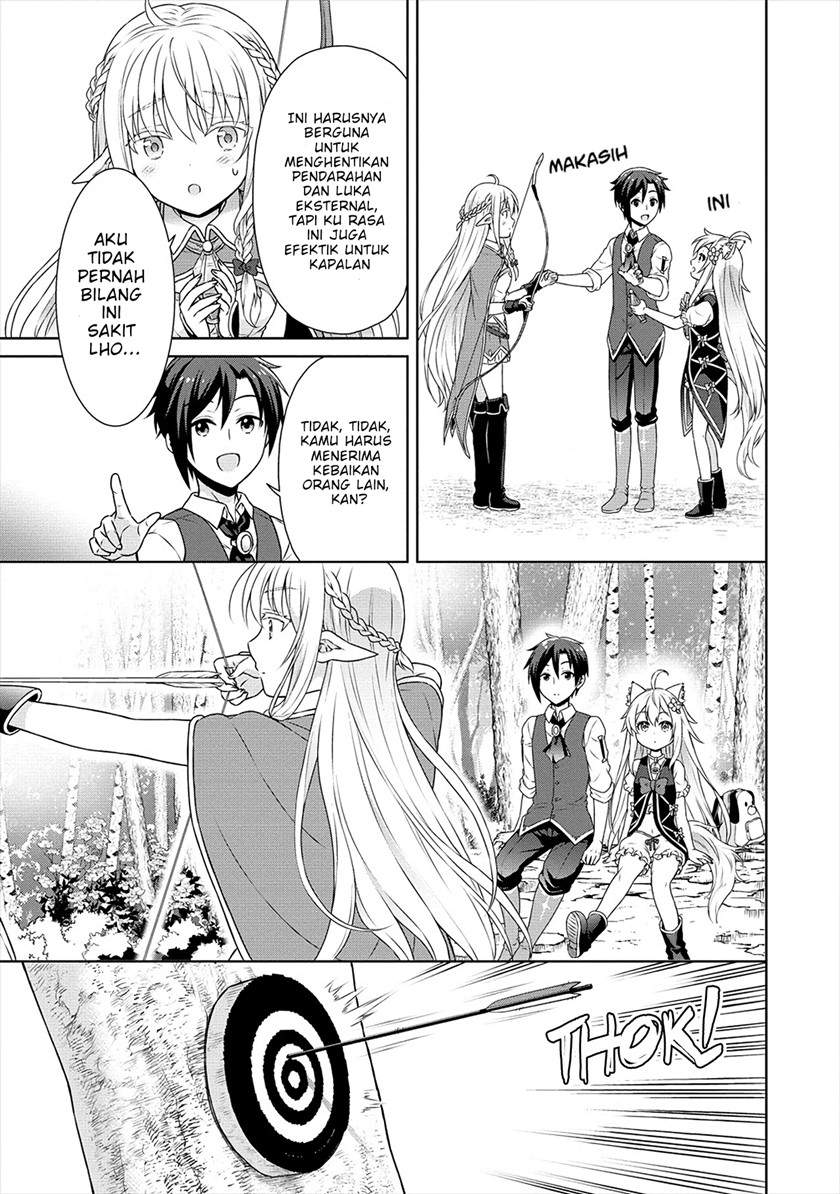 INI
MAKASIH
INI HARUSNYA
BERGUNA
UNTUK
MENGHENTIKAN
PENDARAHAN
DAN LUKA
EKSTERNAL,
TAPI KU RASA
INI JUGA
EFEKTIK UNTUK
KAPALAN
AKU
TIDAK
PERNAH
BILANG
INI
SAKIT
LHO...
TIDAK, TIDAK,
KAMU HARUS
MENERIMA
KEBAIKAN
ORANG LAIN,
KAN?
THOK!